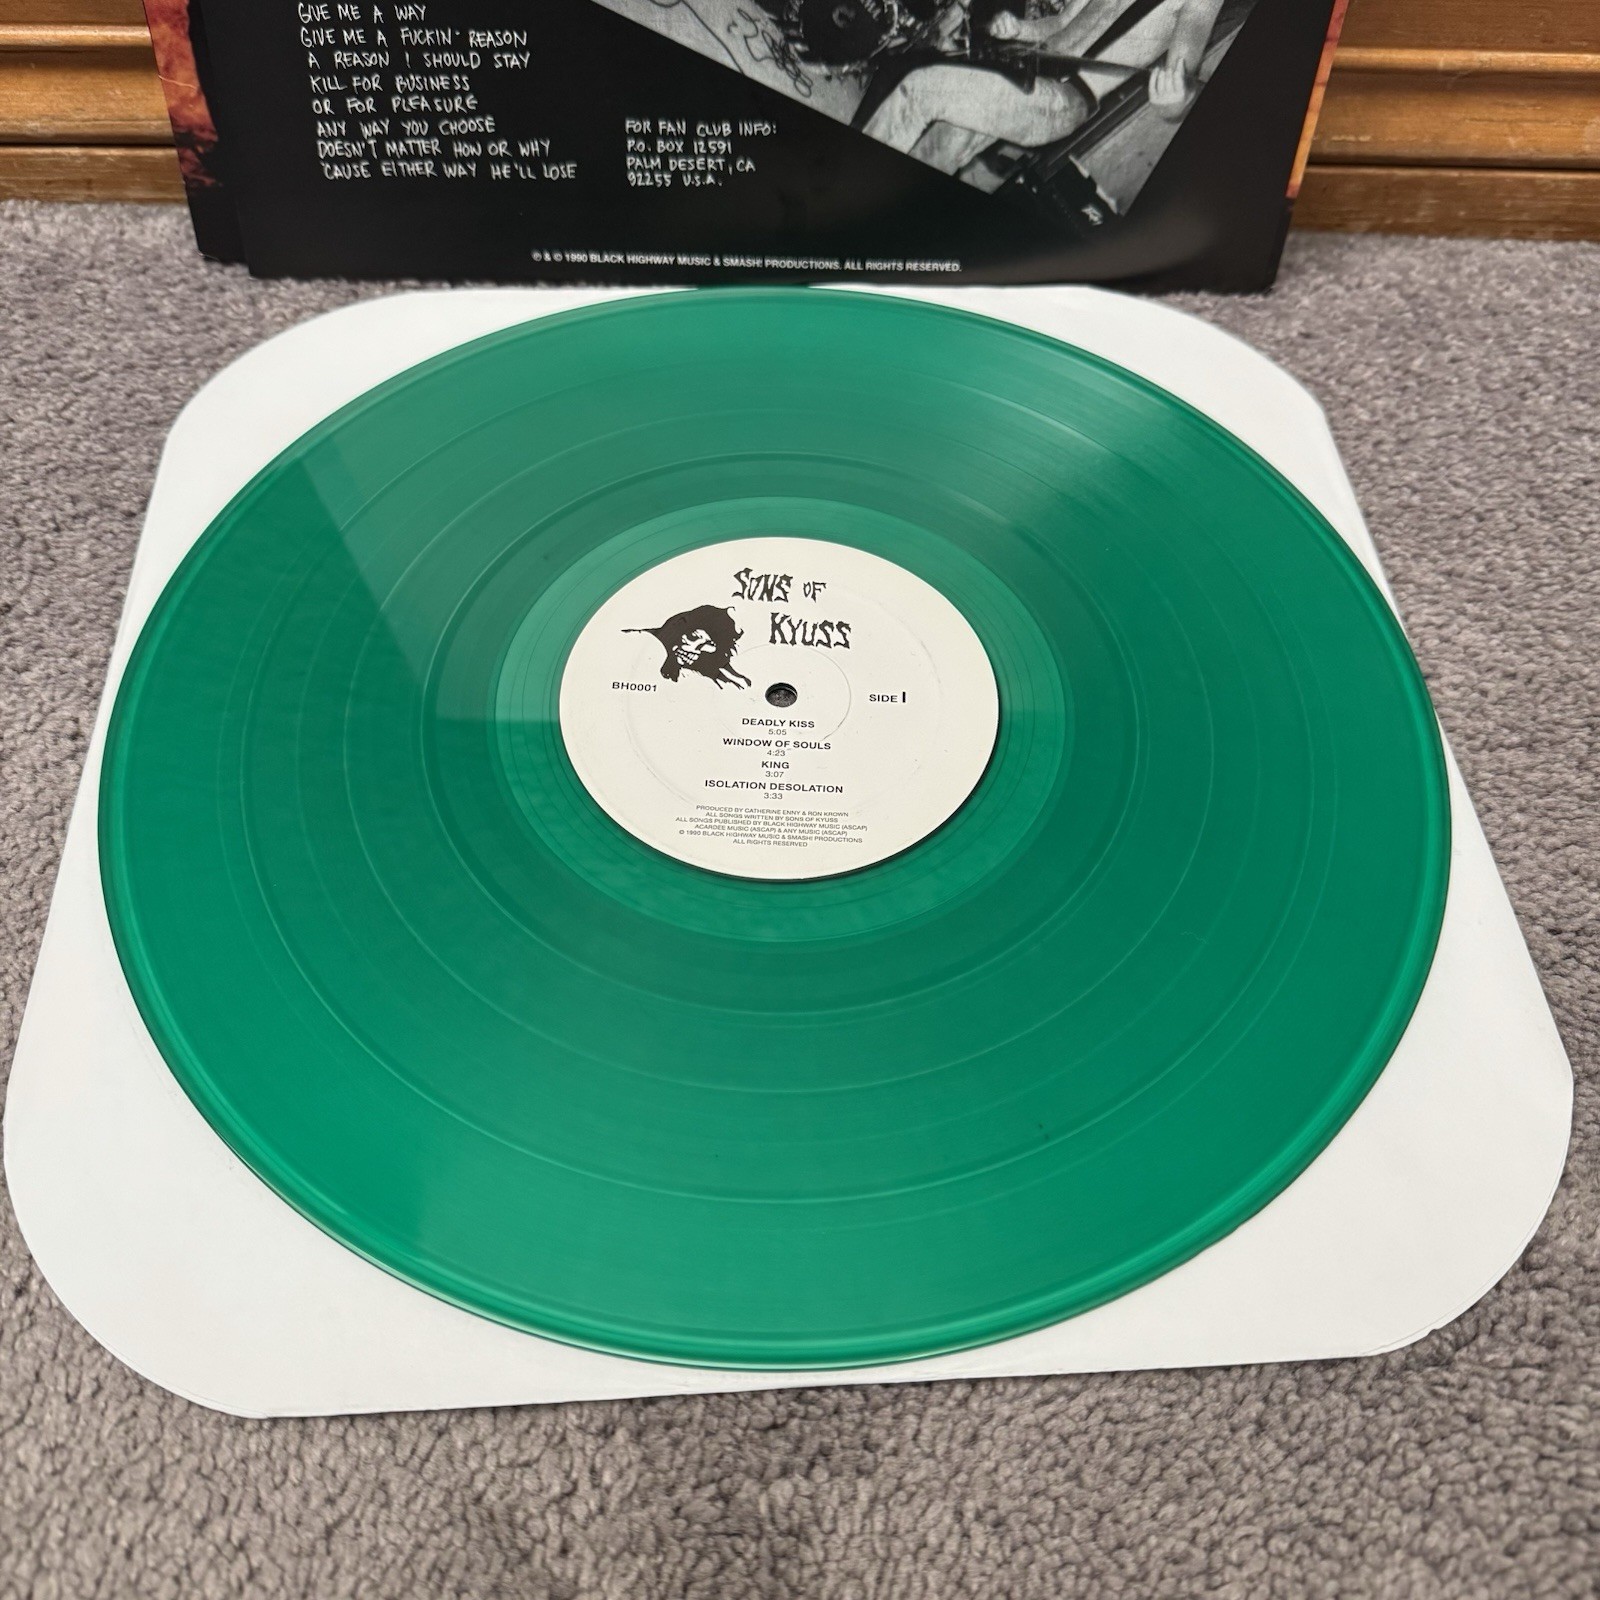 GIVE ME A WAY
GIVE ME A FUCKIN' REASON
A REASON I SHOULD STAY
KILL FOR BUSINESS
OR FOR PLEASURE
ANY WAY YOU CHOOSE
DOESN'T MATTER HOW OR WHY
'CAUSE EITHER WAY HE'LL LOSE
FOR FAN CLUB INFO:
P.O. BOX 12591
PALM DESERT, CA
92255 U.S.A.
℗ & © 1990 BLACK HIGHWAY MUSIC & SMASH! PRODUCTIONS. ALL RIGHTS RESERVED.
SONS OF
KYUSS
BH0001
SIDE I
DEADLY KISS
5:05
WINDOW OF SOULS
4:23
KING
3:07
ISOLATION DESOLATION
3:33
PRODUCED BY CATHERINE ENNY & RON KROWN
ALL SONGS WRITTEN BY SONS OF KYUSS
ALL SONGS PUBLISHED BY BLACK HIGHWAY MUSIC (ASCAP)
ACARDEE MUSIC (ASCAP) & ANY MUSIC (ASCAP)
© 1990 BLACK HIGHWAY MUSIC & SMASH! PRODUCTIONS
ALL RIGHTS RESERVED